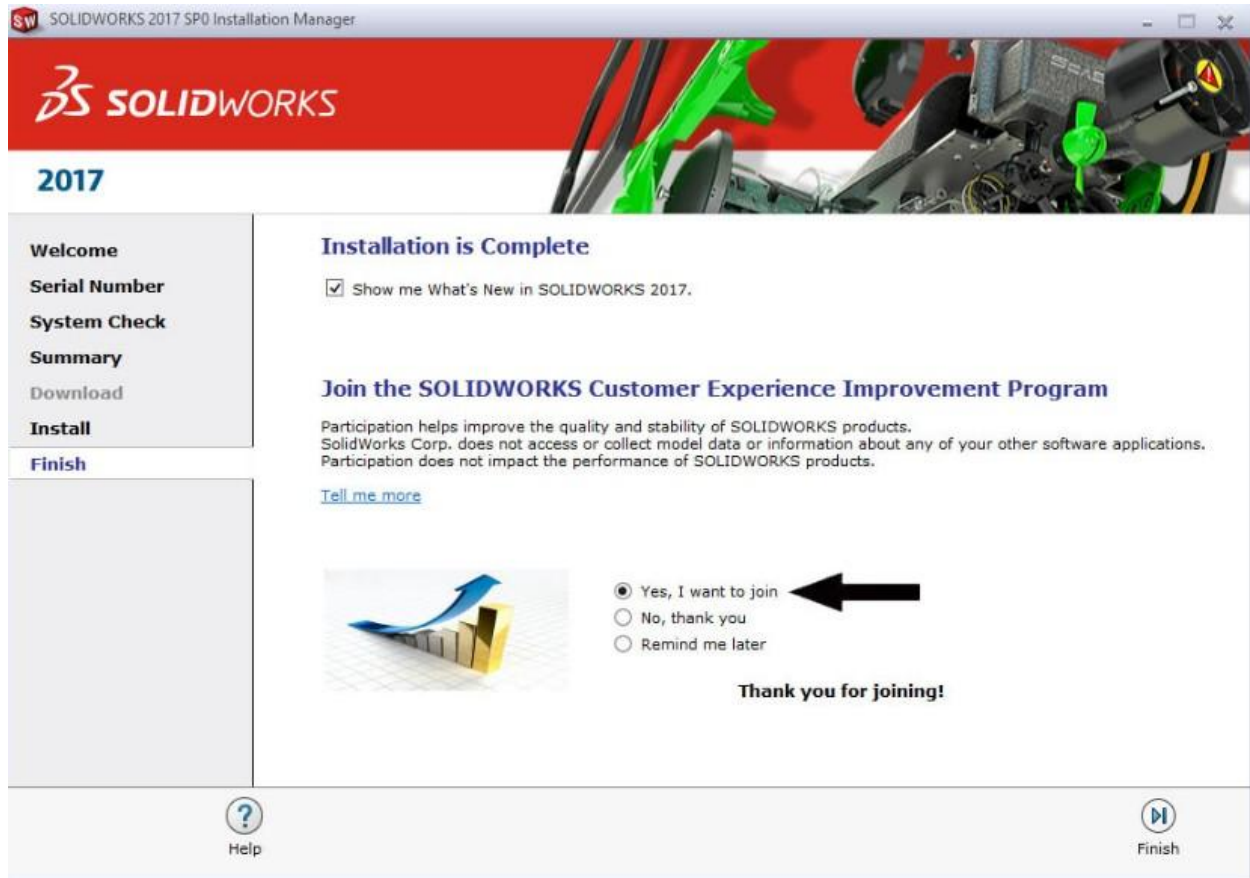 SOLIDWORKS 2017 SP0 Installation Manager
SOLIDWORKS
2017
Welcome
Serial Number
System Check
Summary
Download
Install
Finish
Installation is Complete
Show me What's New in SOLIDWORKS 2017.
Join the SOLIDWORKS Customer Experience Improvement Program
Participation helps improve the quality and stability of SOLIDWORKS products.
SolidWorks Corp. does not access or collect model data or information about any of your other software applications.
Participation does not impact the performance of SOLIDWORKS products.
Tell me more
Yes, I want to join
No, thank you
Remind me later
Thank you for joining!
Help
Finish